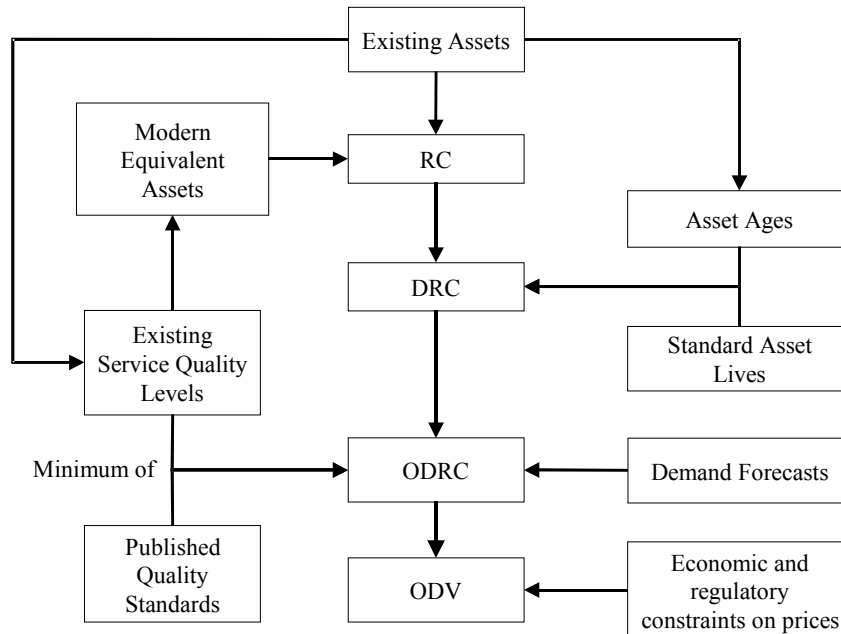 Existing Assets
Modern
Equivalent
Assets
RC
Asset Ages
DRC
Existing
Service Quality
Levels
Standard Asset
Lives
Minimum of
ODRC
Demand Forecasts
Published
Quality
Standards
ODV
Economic and
regulatory
constraints on prices